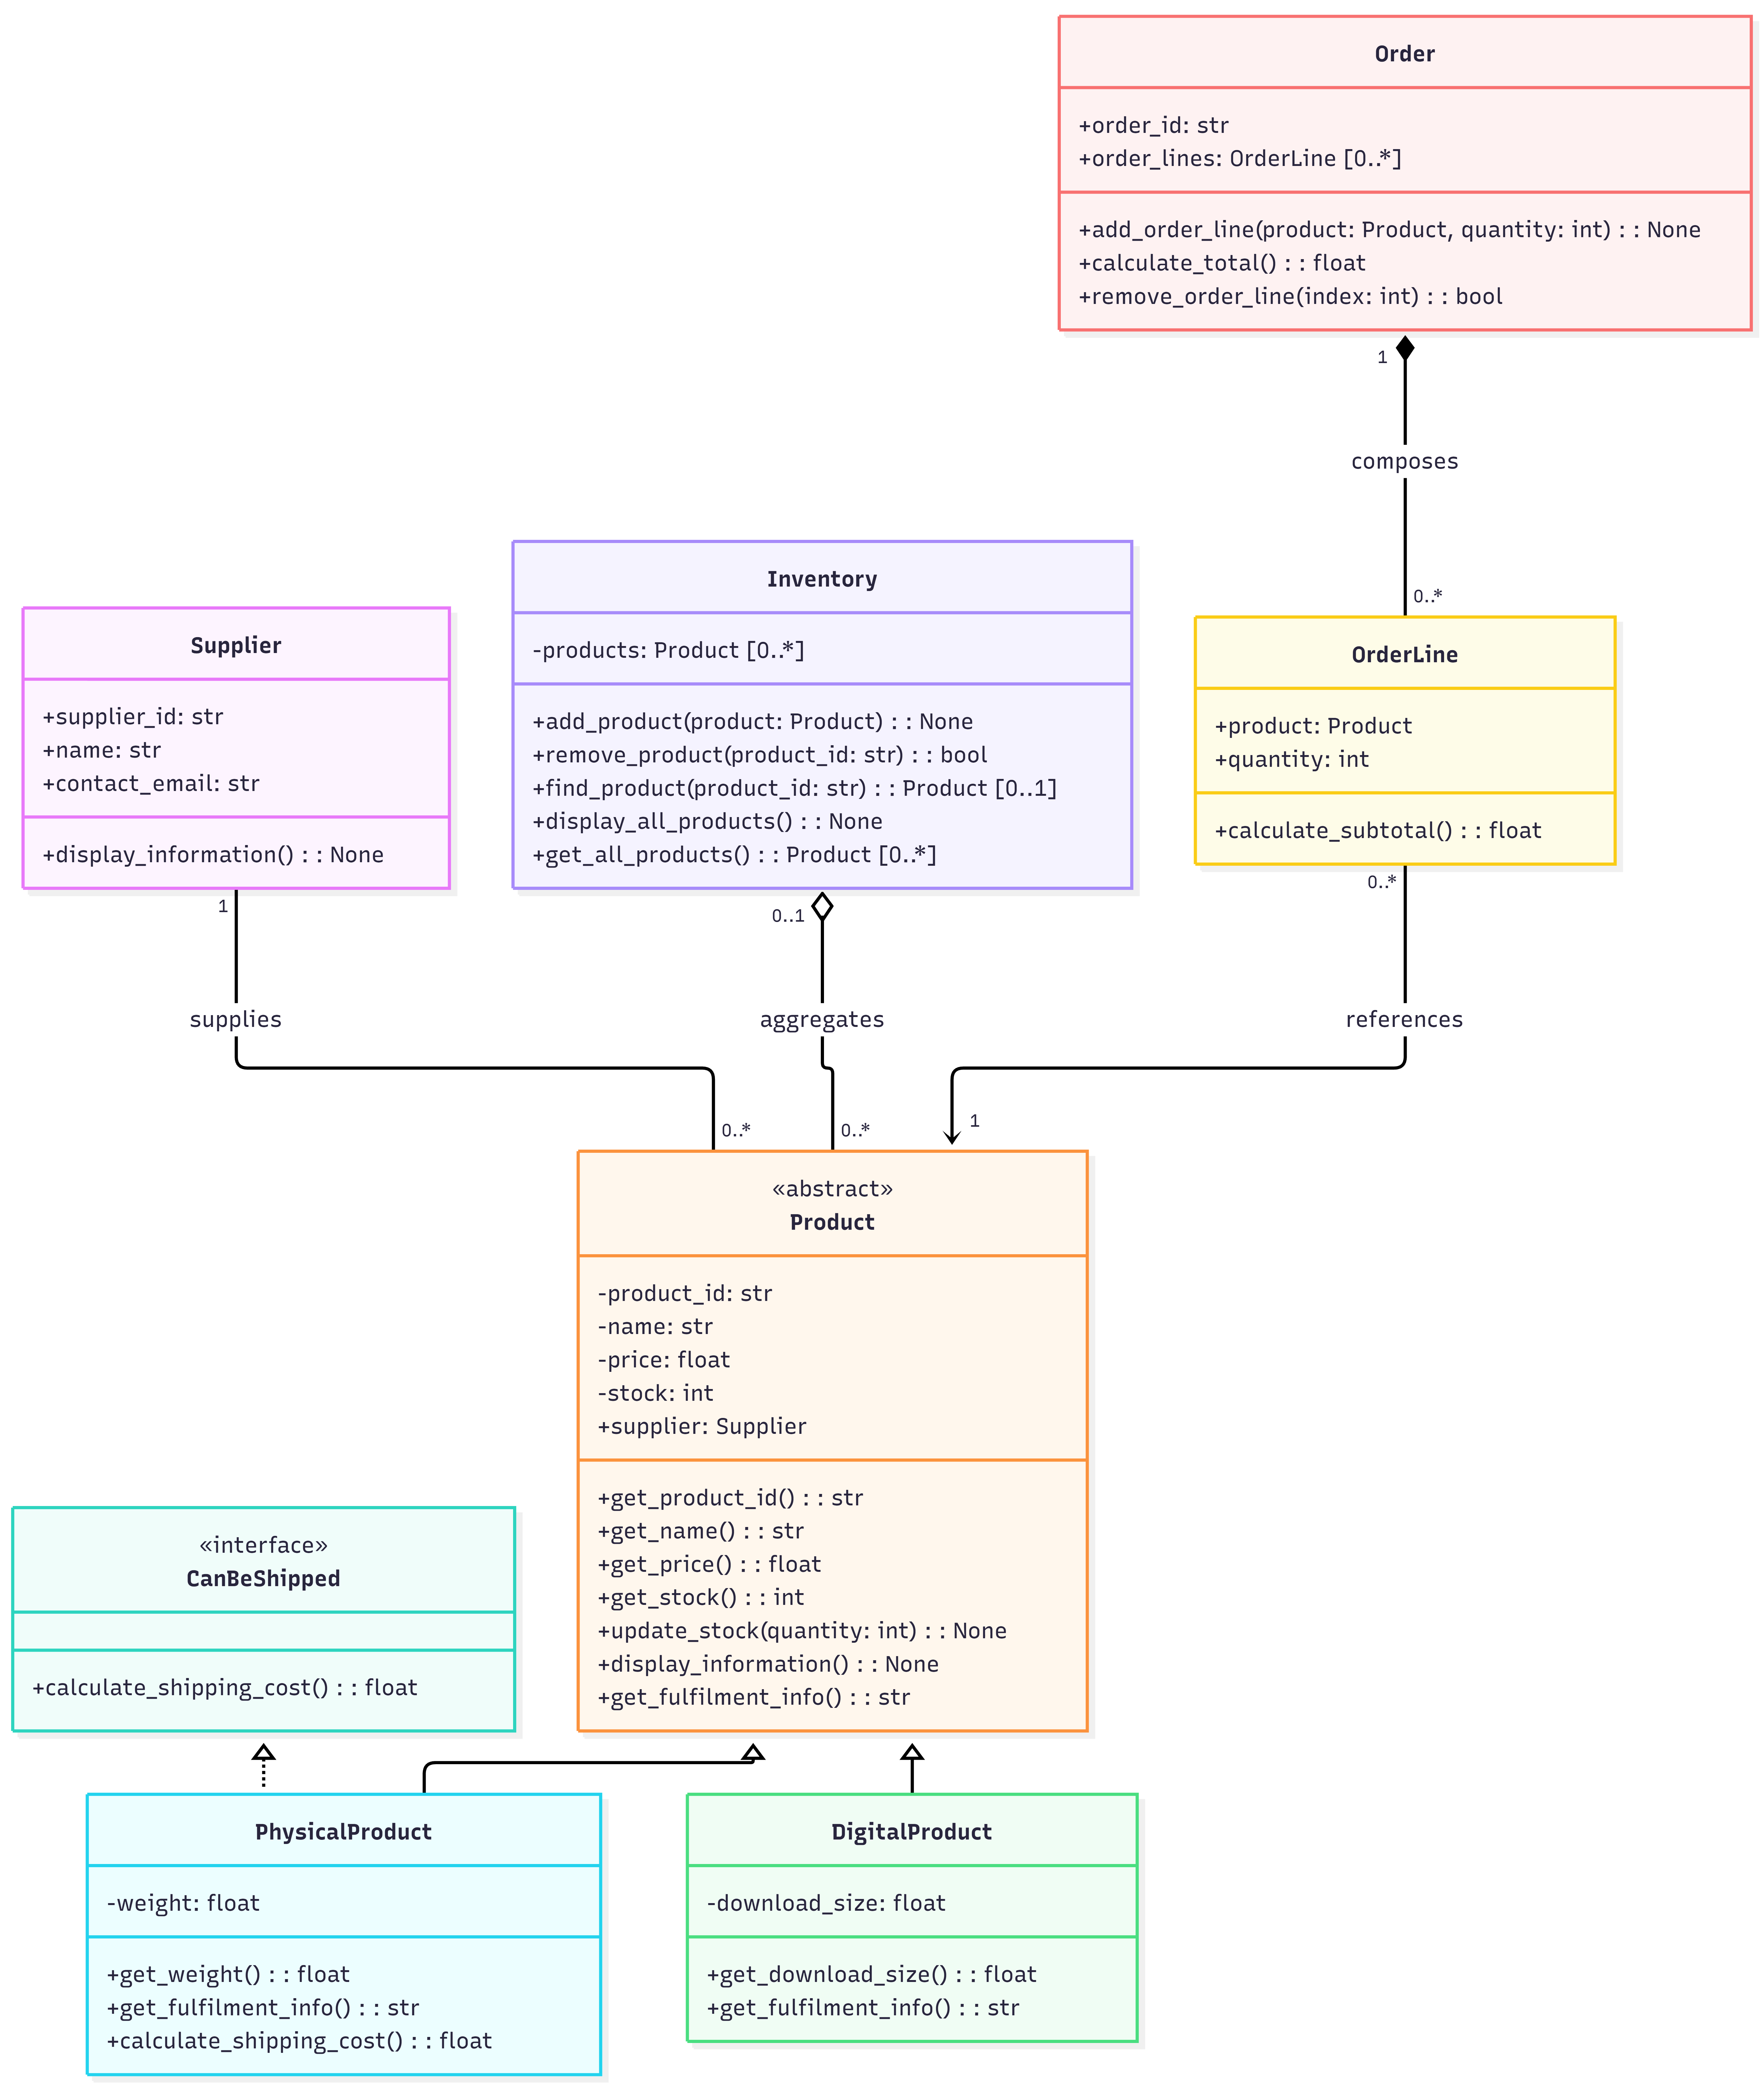 Order
+order_id: str
+order_lines: OrderLine [0..*]
+add_order_line(product: Product, quantity: int) : : None
+calculate_total() : : float
+remove_order_line(index: int) : : bool
1
composes
0..*
Supplier
+supplier_id: str
+name: str
+contact_email: str
+display_information() : : None
1
supplies
0..*
Inventory
-products: Product [0..*]
+add_product(product: Product) : : None
+remove_product(product_id: str) : : bool
+find_product(product_id: str) : : Product [0..1]
+display_all_products() : : None
+get_all_products() : : Product [0..*]
0..1
aggregates
0..*
OrderLine
+product: Product
+quantity: int
+calculate_subtotal() : : float
0..*
references
1
«abstract»
Product
-product_id: str
-name: str
-price: float
-stock: int
+supplier: Supplier
+get_product_id() : : str
+get_name() : : str
+get_price() : : float
+get_stock() : : int
+update_stock(quantity: int) : : None
+display_information() : : None
+get_fulfilment_info() : : str
«interface»
CanBeShipped
+calculate_shipping_cost() : : float
PhysicalProduct
-weight: float
+get_weight() : : float
+get_fulfilment_info() : : str
+calculate_shipping_cost() : : float
DigitalProduct
-download_size: float
+get_download_size() : : float
+get_fulfilment_info() : : str